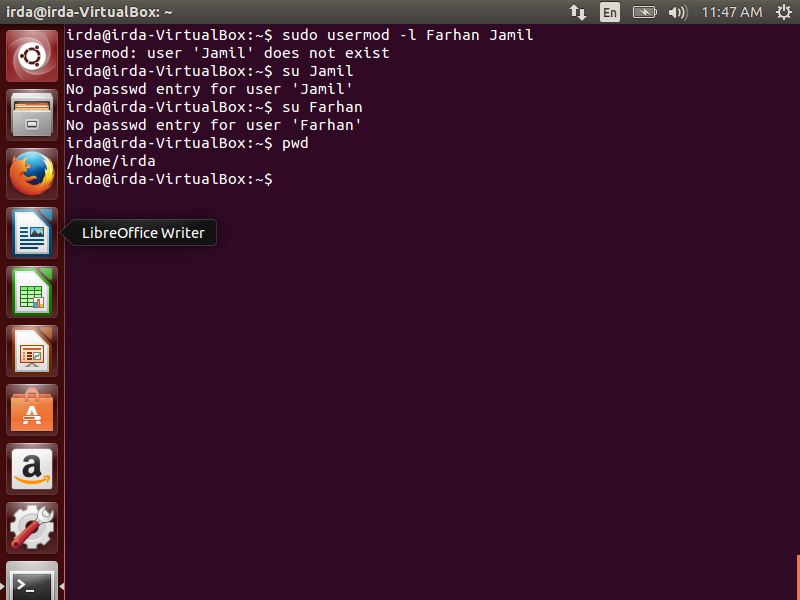 irda@irda-VirtualBox: ~
En
11:47 AM
irda@irda-VirtualBox:~$ sudo usermod -l Farhan Jamil
usermod: user 'Jamil' does not exist
irda@irda-VirtualBox:~$ su Jamil
No passwd entry for user 'Jamil'
irda@irda-VirtualBox:~$ su Farhan
No passwd entry for user 'Farhan'
irda@irda-VirtualBox:~$ pwd
/home/irda
irda@irda-VirtualBox:~$
LibreOffice Writer
A
a
>_